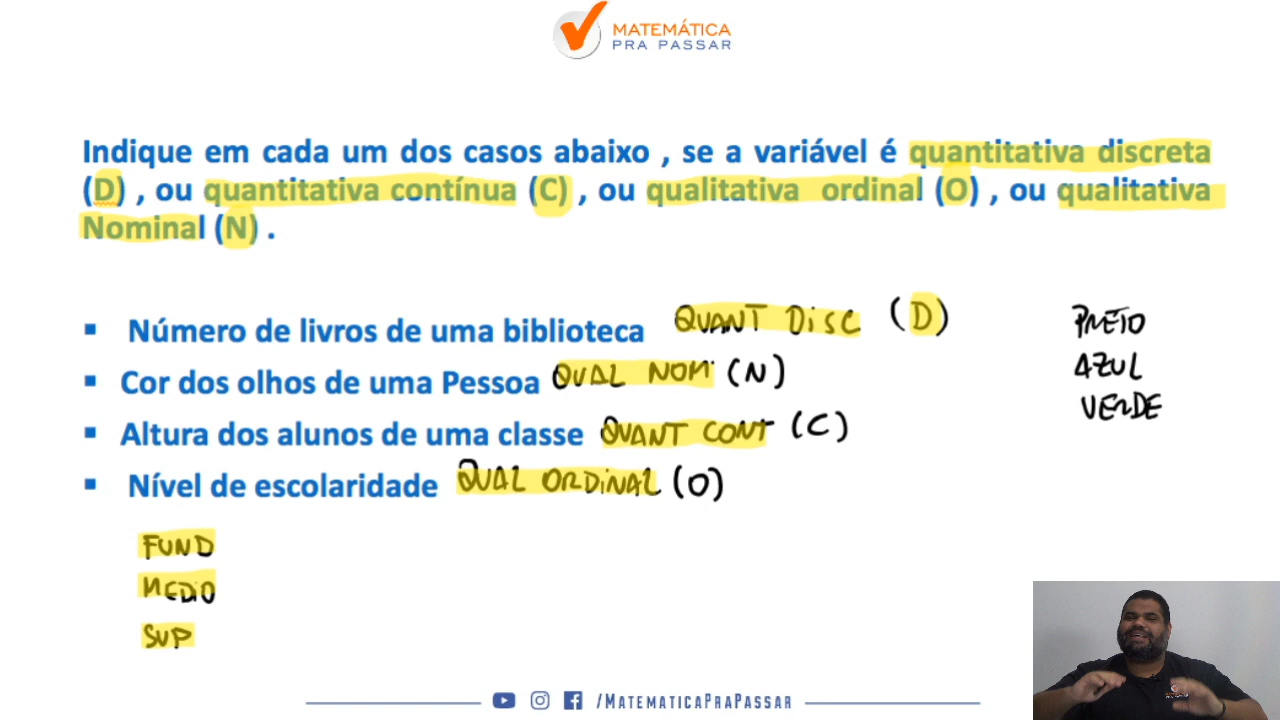 MATEMÁTICA
PRA PASSAR
Indique em cada um dos casos abaixo , se a variável é quantitativa discreta
(D) , ou quantitativa contínua (C) , ou qualitativa ordinal (O) , ou qualitativa
Nominal (N) .
▪ Número de livros de uma biblioteca QUANT DISC (D)
▪ Cor dos olhos de uma Pessoa QUAL NOM (N)
▪ Altura dos alunos de uma classe QUANT CONT (C)
▪ Nível de escolaridade QUAL ORDINAL (O)
PRETO
AZUL
VERDE
FUND
MEDIO
SUP
/MATEMATICAPRAPASSAR